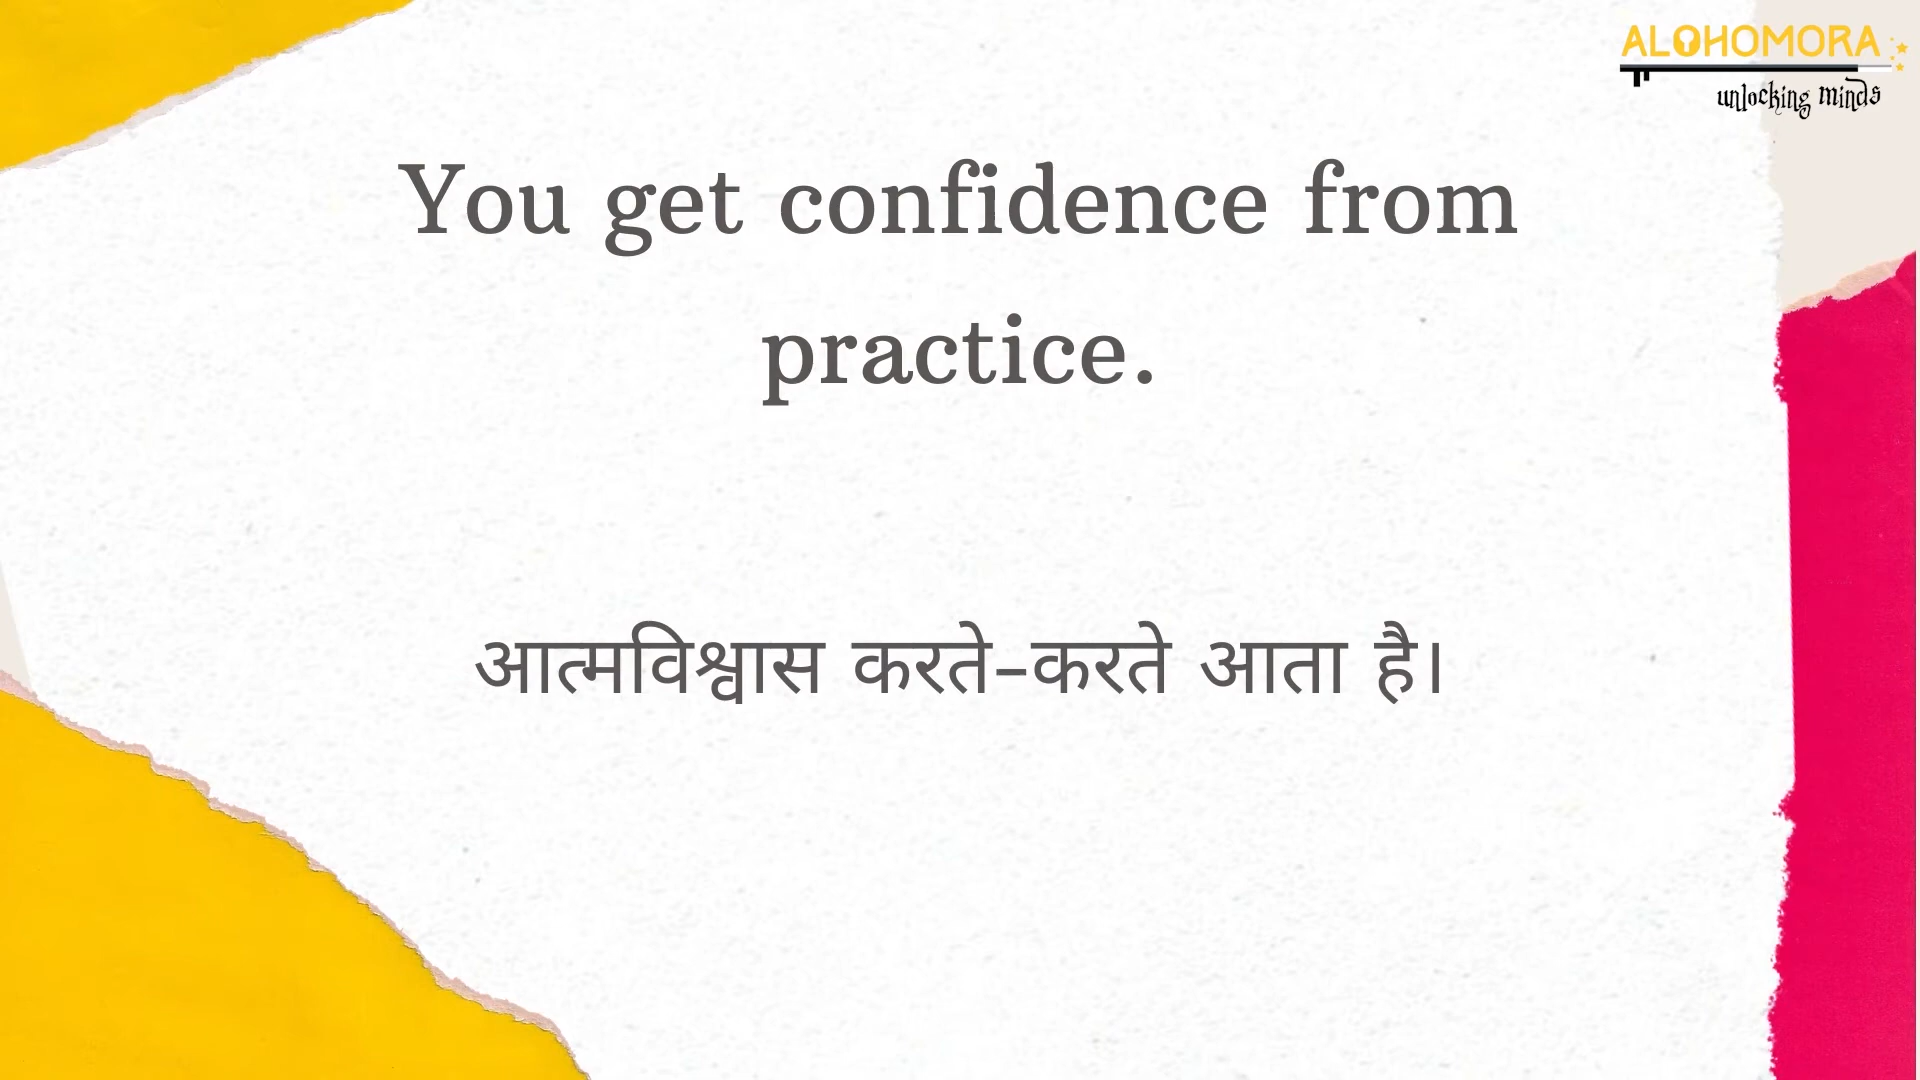 ALOHOMORA
unlocking minds
You get confidence from
practice.
आत्मविश्वास करते-करते आता है।